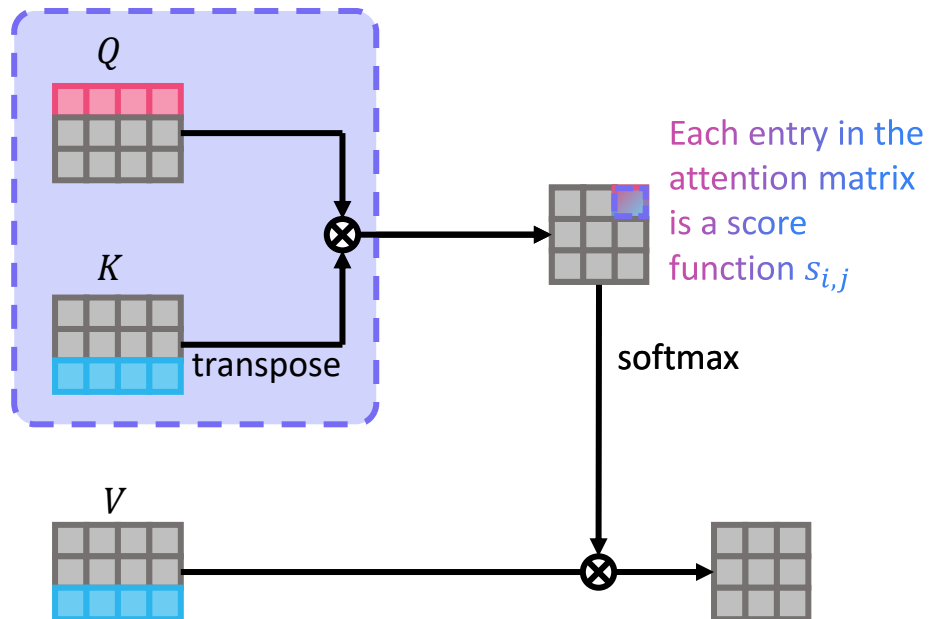 Q
K
transpose
V
Each entry in the
attention matrix
is a score
function s_{i,j}
softmax